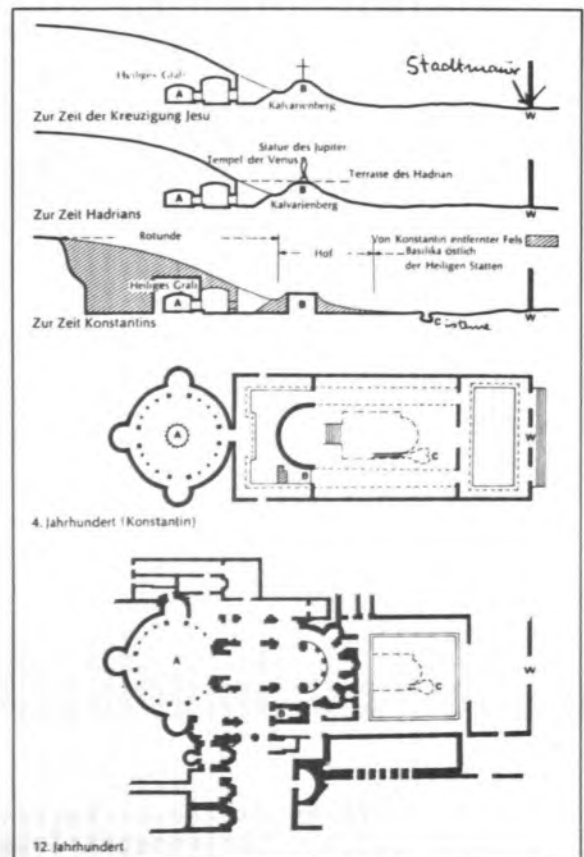 Stadtmauer
Heiliges Grab
A
B
Kalvarienberg
W
Zur Zeit der Kreuzigung Jesu
Statue des Jupiter
Tempel der Venus
Terrasse des Hadrian
B
A
Kalvarienberg
W
Zur Zeit Hadrians
Rotunde
Hof
Von Konstantin entfernter Fels
Basilika östlich
der Heiligen Stätten
Heiliges Grab
A
B
W
Zur Zeit Konstantins
C
Cisterne
A
B
C
W
4. Jahrhundert (Konstantin)
A
B
C
W
12. Jahrhundert